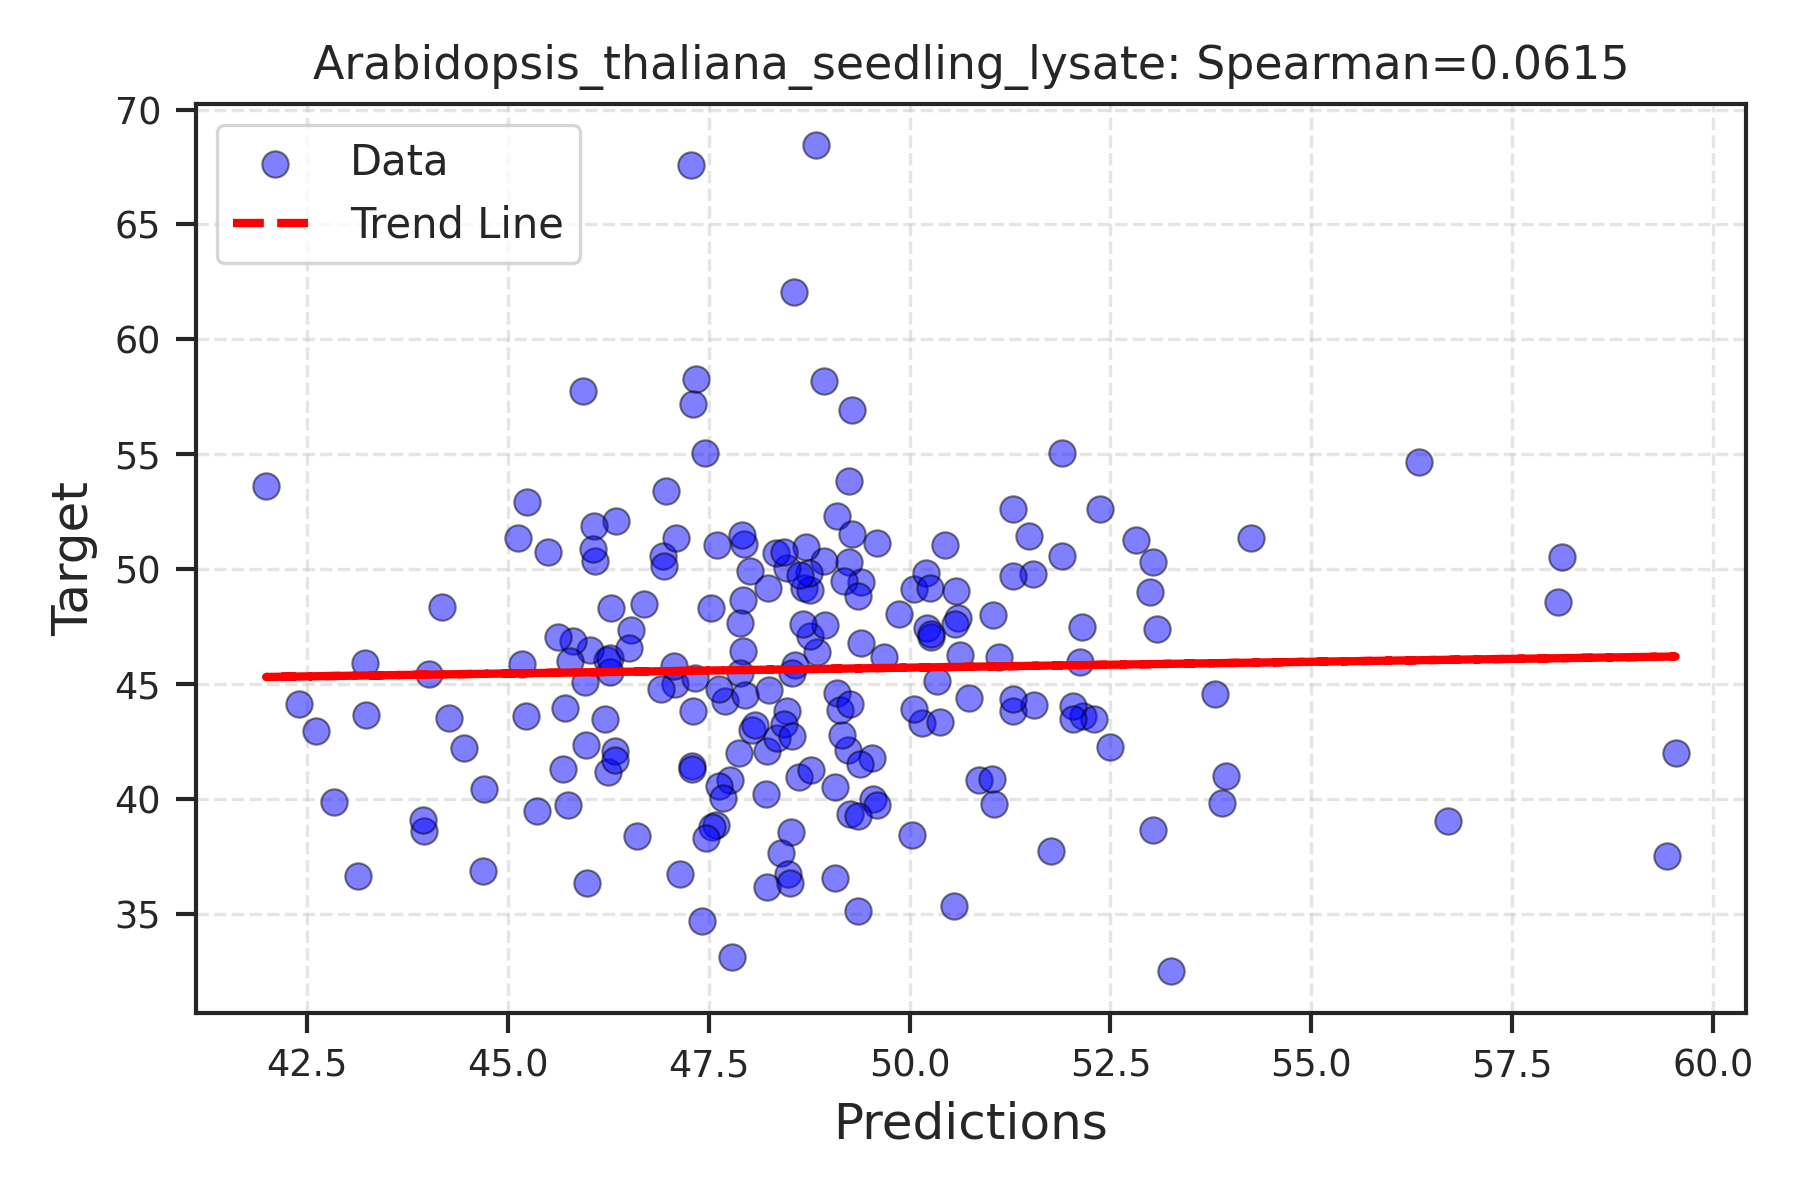 Arabidopsis_thaliana_seedling_lysate: Spearman=0.0615
Data
Trend Line
70
65
60
55
50
45
40
35
Target
42.5 45.0 47.5 50.0 52.5 55.0 57.5 60.0
Predictions